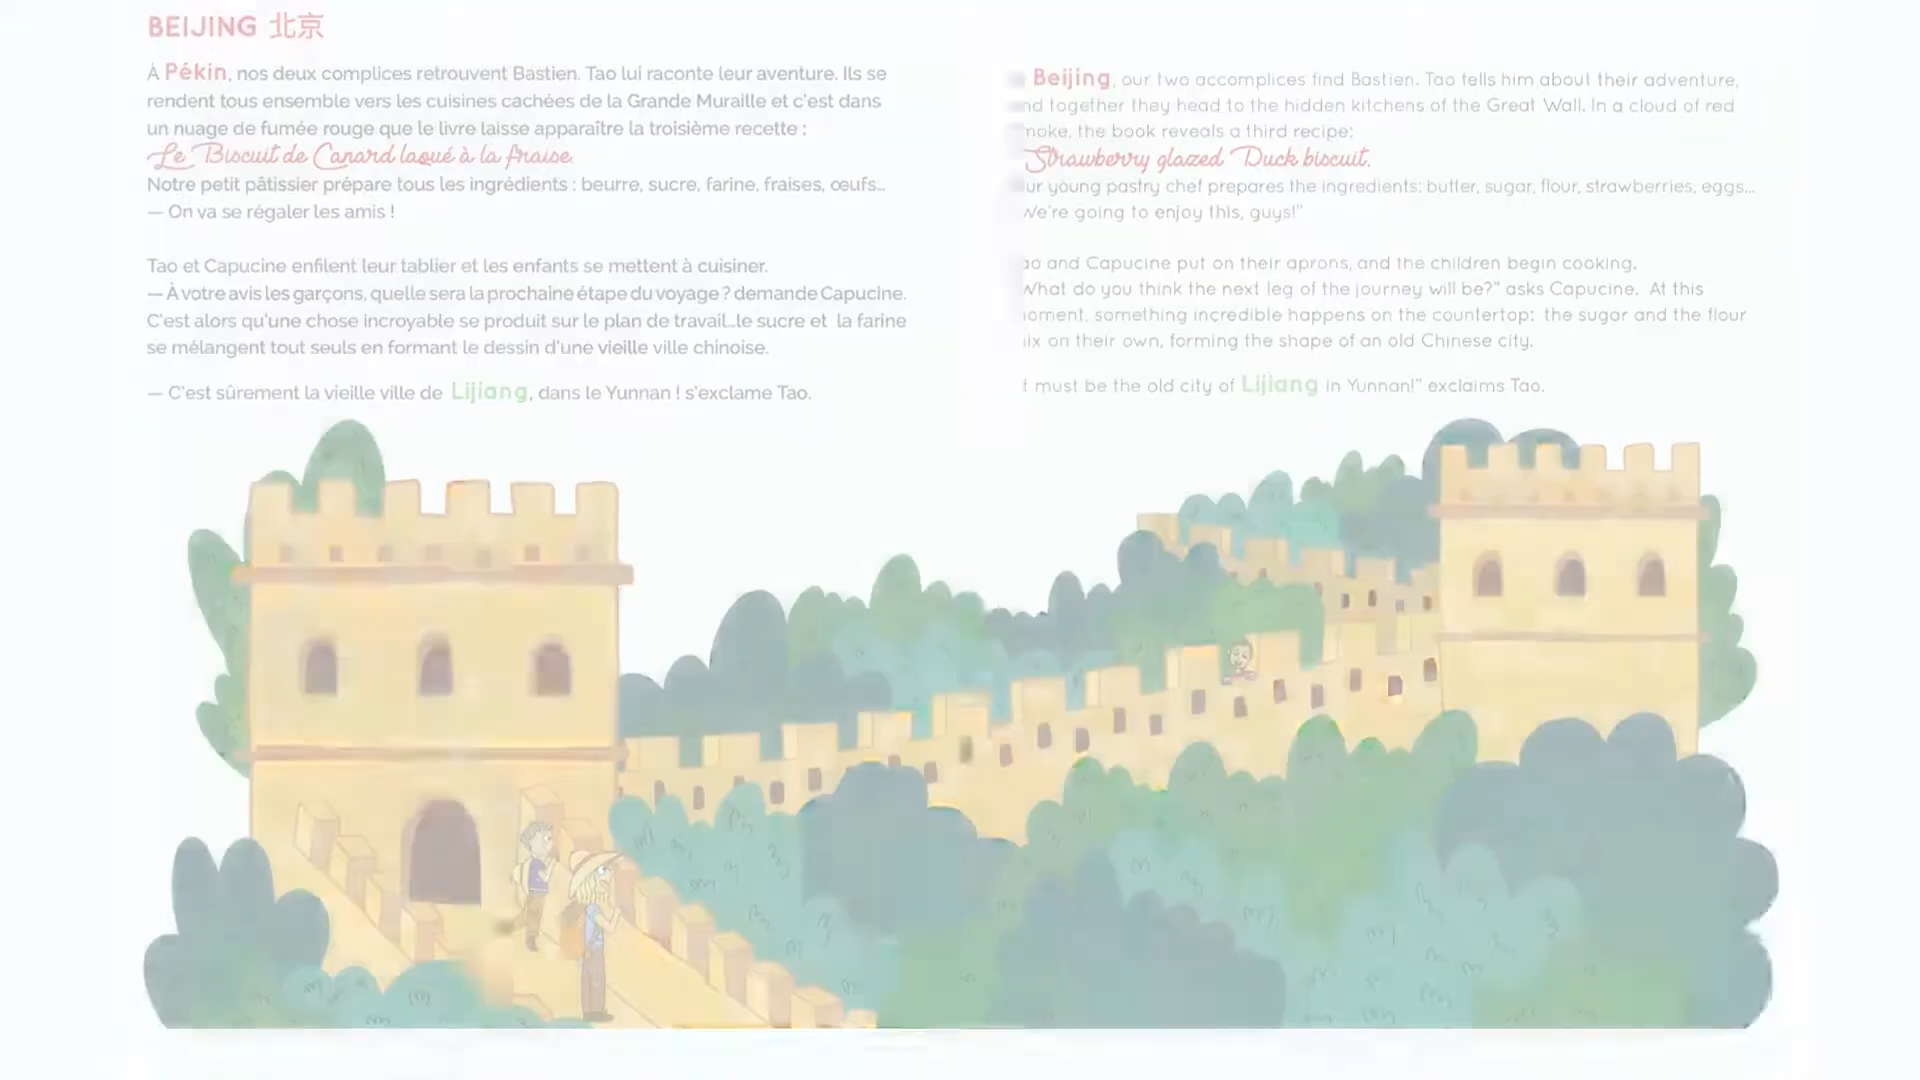 BEIJING 北京
À Pékin, nos deux complices retrouvent Bastien. Tao lui raconte leur aventure. Ils se
rendent tous ensemble vers les cuisines cachées de la Grande Muraille et c'est dans
un nuage de fumée rouge que le livre laisse apparaître la troisième recette :
Le Biscuit de Canard laqué à la fraise.
Notre petit pâtissier prépare tous les ingrédients : beurre, sucre, farine, fraises, œufs...
— On va se régaler les amis !
Tao et Capucine enfilent leur tablier et les enfants se mettent à cuisiner.
— À votre avis les garçons, quelle sera la prochaine étape du voyage ? demande Capucine.
C'est alors qu'une chose incroyable se produit sur le plan de travail...le sucre et la farine
se mélangent tout seuls en formant le dessin d'une vieille ville chinoise.
— C'est sûrement la vieille ville de Lijiang, dans le Yunnan ! s'exclame Tao.
Beijing, our two accomplices find Bastien. Tao tells him about their adventure,
together they head to the hidden kitchens of the Great Wall. In a cloud of red
the book reveals a third recipe:
Strawberry glazed Duck biscuit.
young pastry chef prepares the ingredients: butter, sugar, flour, strawberries, eggs...
We're going to enjoy this, guys!"
and Capucine put on their aprons, and the children begin cooking.
What do you think the next leg of the journey will be?" asks Capucine. At this
something incredible happens on the countertop: the sugar and the flour
on their own, forming the shape of an old Chinese city.
must be the old city of Lijiang in Yunnan!" exclaims Tao.